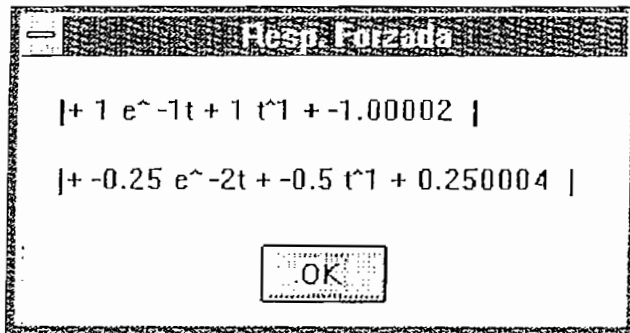 Resp. Forzada
|+ 1 e^-1t + 1 t^1 + -1.00002 |
|+ -0.25 e^-2t + -0.5 t^1 + 0.250004 |
OK